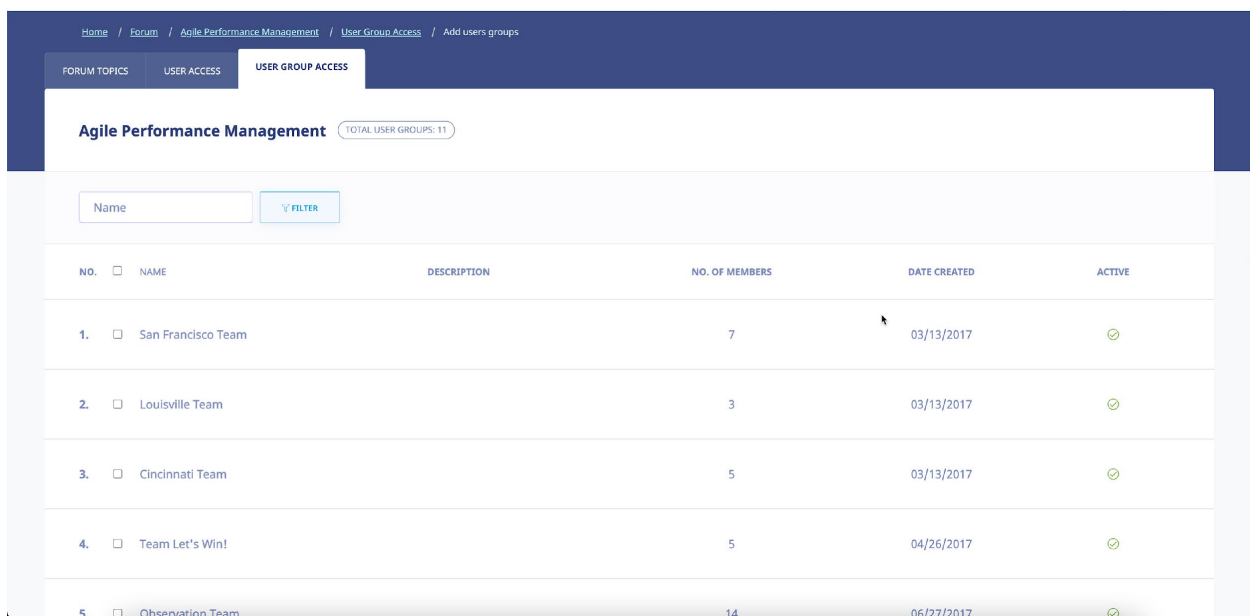 Home / Forum / Agile Performance Management / User Group Access / Add users groups
FORUM TOPICS USER ACCESS USER GROUP ACCESS
Agile Performance Management TOTAL USER GROUPS: 11
Name FILTER
NO. NAME DESCRIPTION NO. OF MEMBERS DATE CREATED ACTIVE
1. San Francisco Team 7 03/13/2017
2. Louisville Team 3 03/13/2017
3. Cincinnati Team 5 03/13/2017
4. Team Let's Win! 5 04/26/2017
5. Observation Team 14 06/27/2017